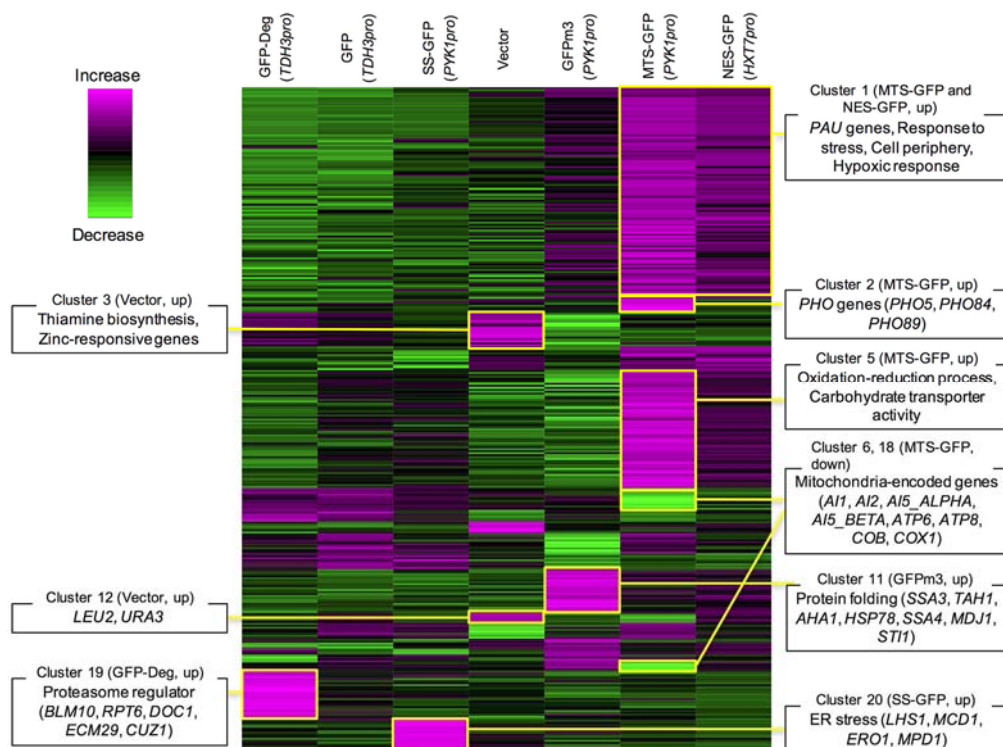 GFP-Deg
(TDH3pro)
GFP
(TDH3pro)
SS-GFP
(PYK1pro)
Vector
GFPm3
(PYK1pro)
MTS-GFP
(PYK1pro)
NES-GFP
(HXT7pro)
Increase
Decrease
Cluster 1 (MTS-GFP and
NES-GFP, up)
PAU genes, Response to
stress, Cell periphery,
Hypoxic response
Cluster 2 (MTS-GFP, up)
PHO genes (PHO5, PHO84,
PHO89)
Cluster 3 (Vector, up)
Thiamine biosynthesis,
Zinc-responsive genes
Cluster 5 (MTS-GFP, up)
Oxidation-reduction process,
Carbohydrate transporter
activity
Cluster 6, 18 (MTS-GFP,
down)
Mitochondria-encoded genes
(AI1, AI2, AI5_ALPHA,
AI5_BETA, ATP6, ATP8,
COB, COX1)
Cluster 11 (GFPm3, up)
Protein folding (SSA3, TAH1,
AHA1, HSP78, SSA4, MDJ1,
STI1)
Cluster 12 (Vector, up)
LEU2, URA3
Cluster 19 (GFP-Deg, up)
Proteasome regulator
(BLM10, RPT6, DOC1,
ECM29, CUZ1)
Cluster 20 (SS-GFP, up)
ER stress (LHS1, MCD1,
ERO1, MPD1)